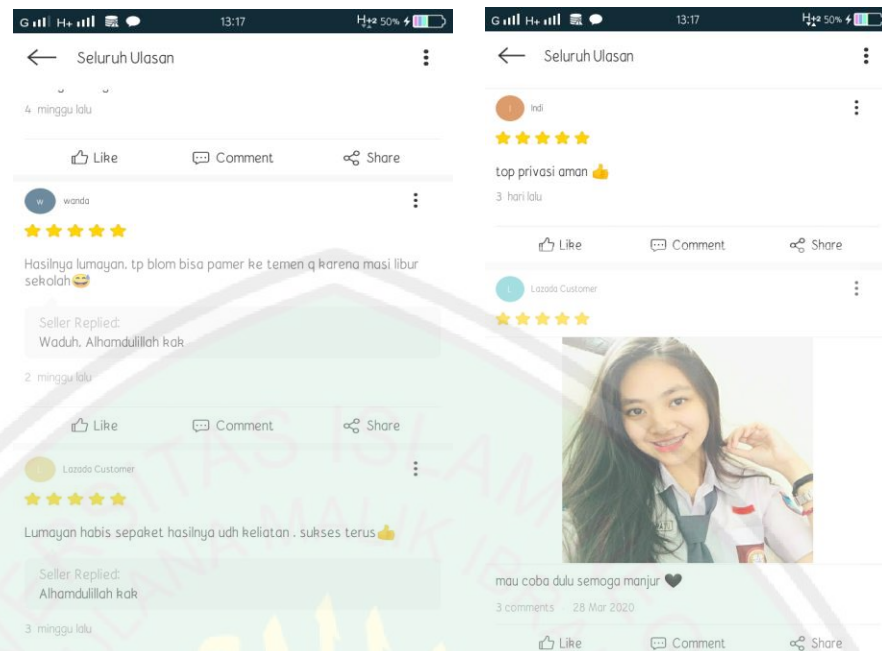 G H+ 13:17 50%
Seluruh Ulasan
4 minggu lalu
Like Comment Share
w wanda
Hasilnya lumayan. tp blom bisa pamer ke temen q karena masi libur
sekolah😅
Seller Replied:
Waduh. Alhamdulillah kak
2 minggu lalu
Like Comment Share
L Lazada Customer
Lumayan habis sepaket hasilnya udh keliatan . sukses terus👍
Seller Replied:
Alhamdulillah kak
3 minggu lalu
G H+ 13:17 50%
Seluruh Ulasan
I Indi
top privasi aman 👍
3 hari lalu
Like Comment Share
L Lazada Customer
mau coba dulu semoga manjur 🖤
3 comments . 28 Mar 2020
Like Comment Share